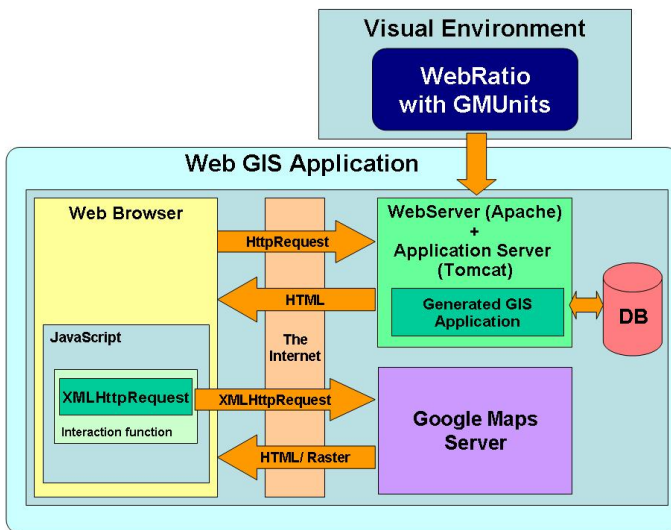 Visual Environment
WebRatio
with GMUnits
Web GIS Application
Web Browser
HttpRequest
WebServer (Apache)
+
Application Server
(Tomcat)
HTML
Generated GIS
Application
DB
The
Internet
JavaScript
XMLHttpRequest
Interaction function
XMLHttpRequest
Google Maps
Server
HTML/ Raster